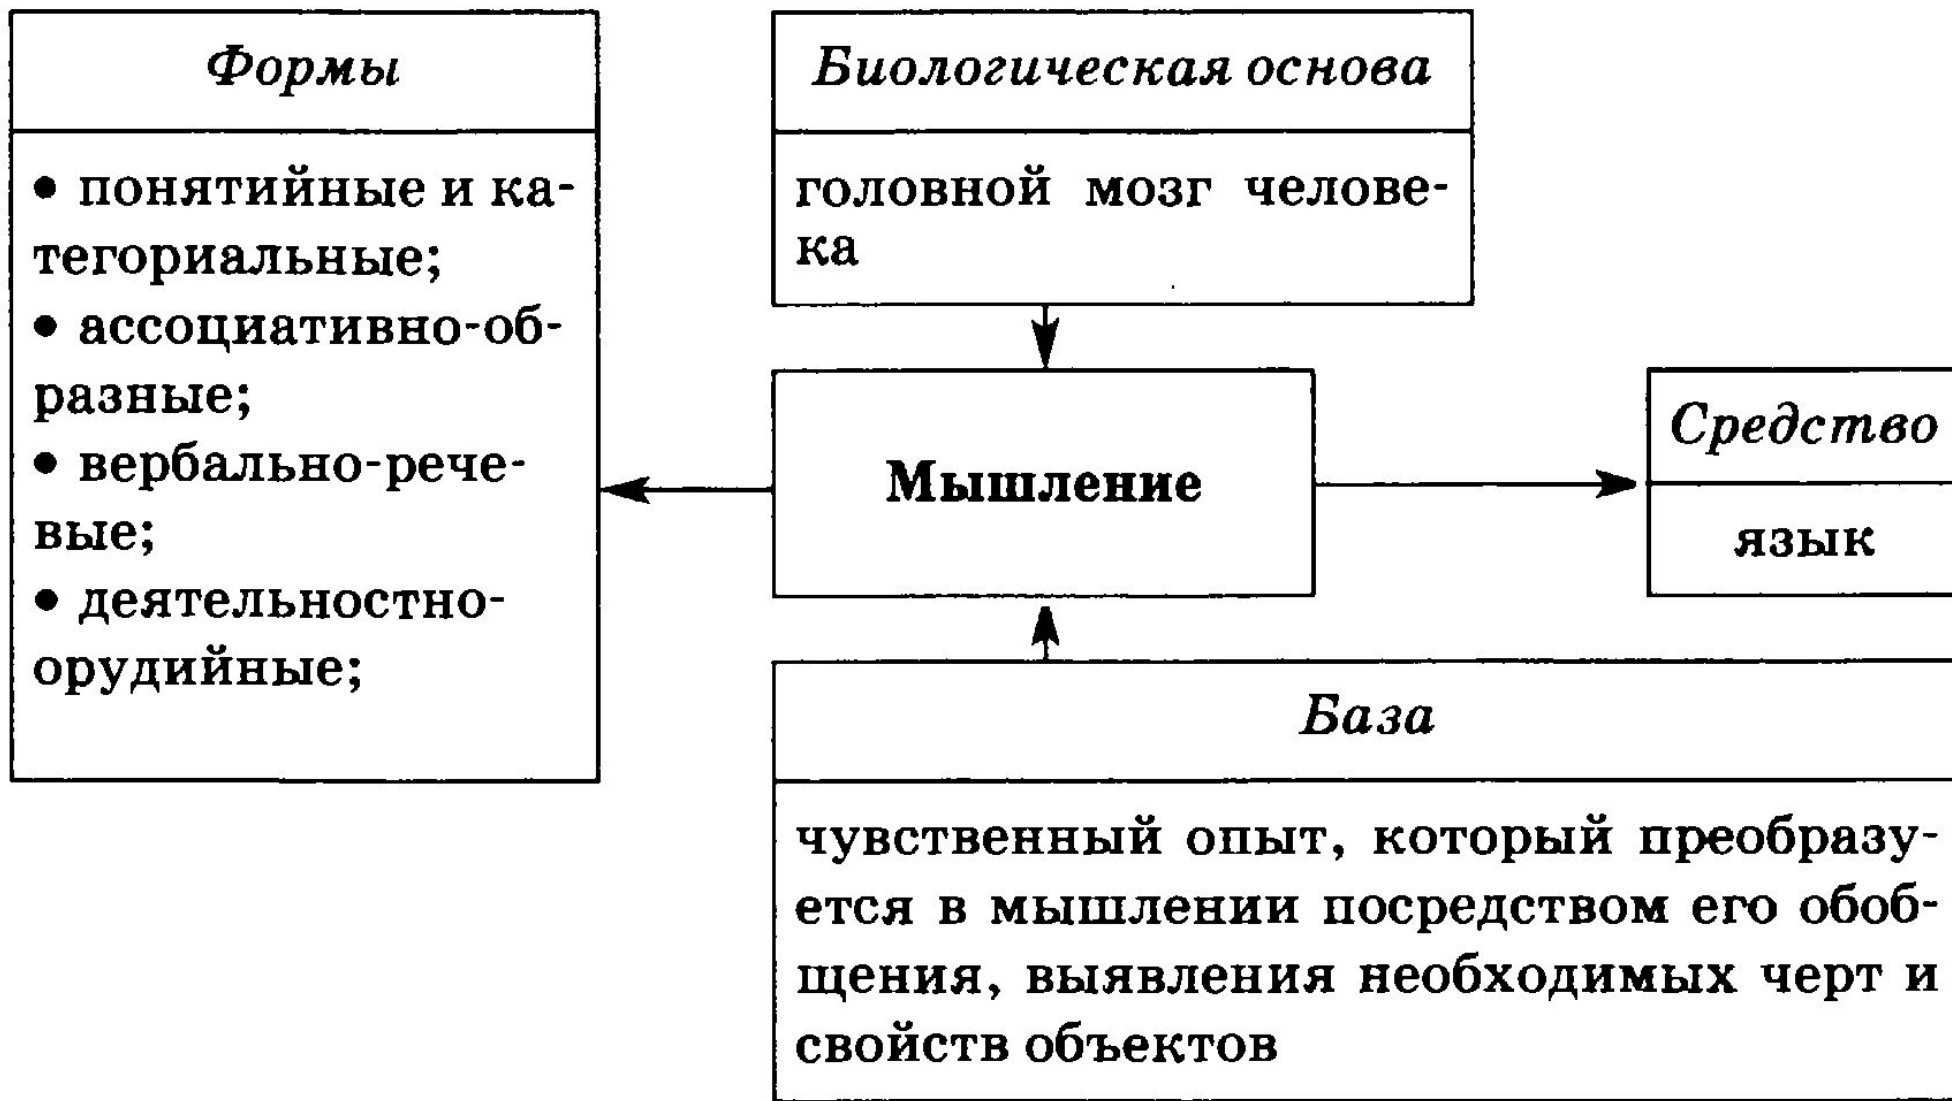 Формы
• понятийные и ка-
тегориальные;
• ассоциативно-об-
разные;
• вербально-рече-
вые;
• деятельностно-
орудийные;
Биологическая основа
головной мозг челове-
ка
Мышление
Средство
язык
База
чувственный опыт, который преобразу-
ется в мышлении посредством его обоб-
щения, выявления необходимых черт и
свойств объектов